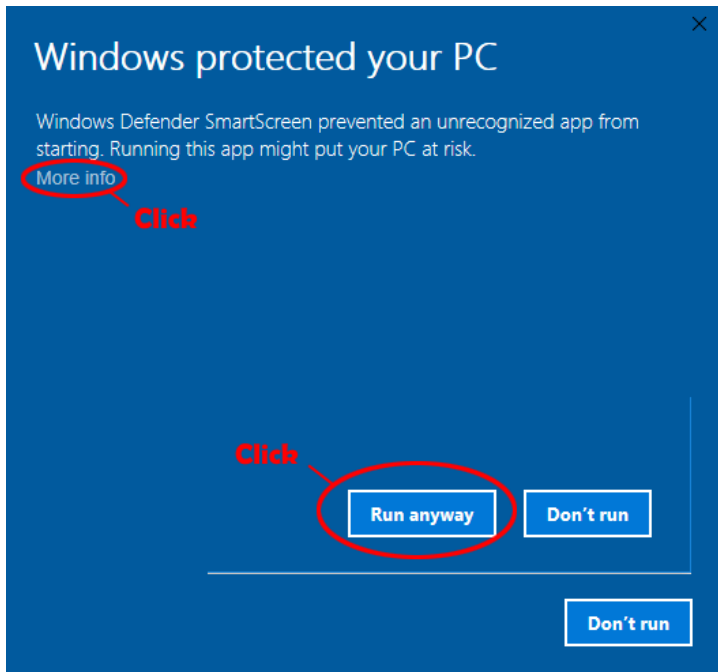 Windows protected your PC
Windows Defender SmartScreen prevented an unrecognized app from
starting. Running this app might put your PC at risk.
More info
Click
Click
Run anyway
Don't run
Don't run